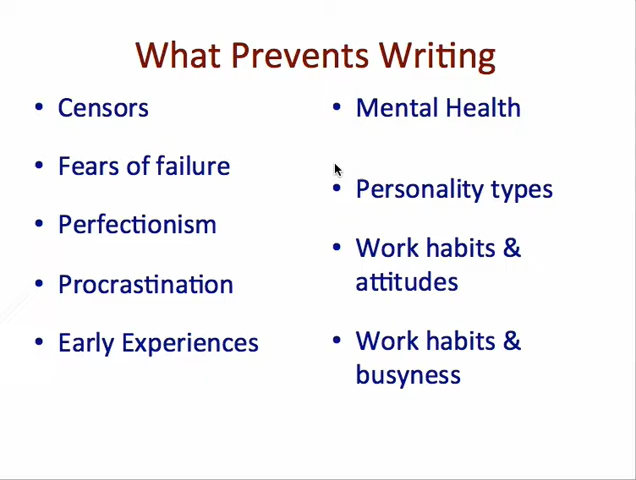 What Prevents Writing
• Censors
• Fears of failure
• Perfectionism
• Procrastination
• Early Experiences
• Mental Health
• Personality types
• Work habits &
attitudes
• Work habits &
busyness